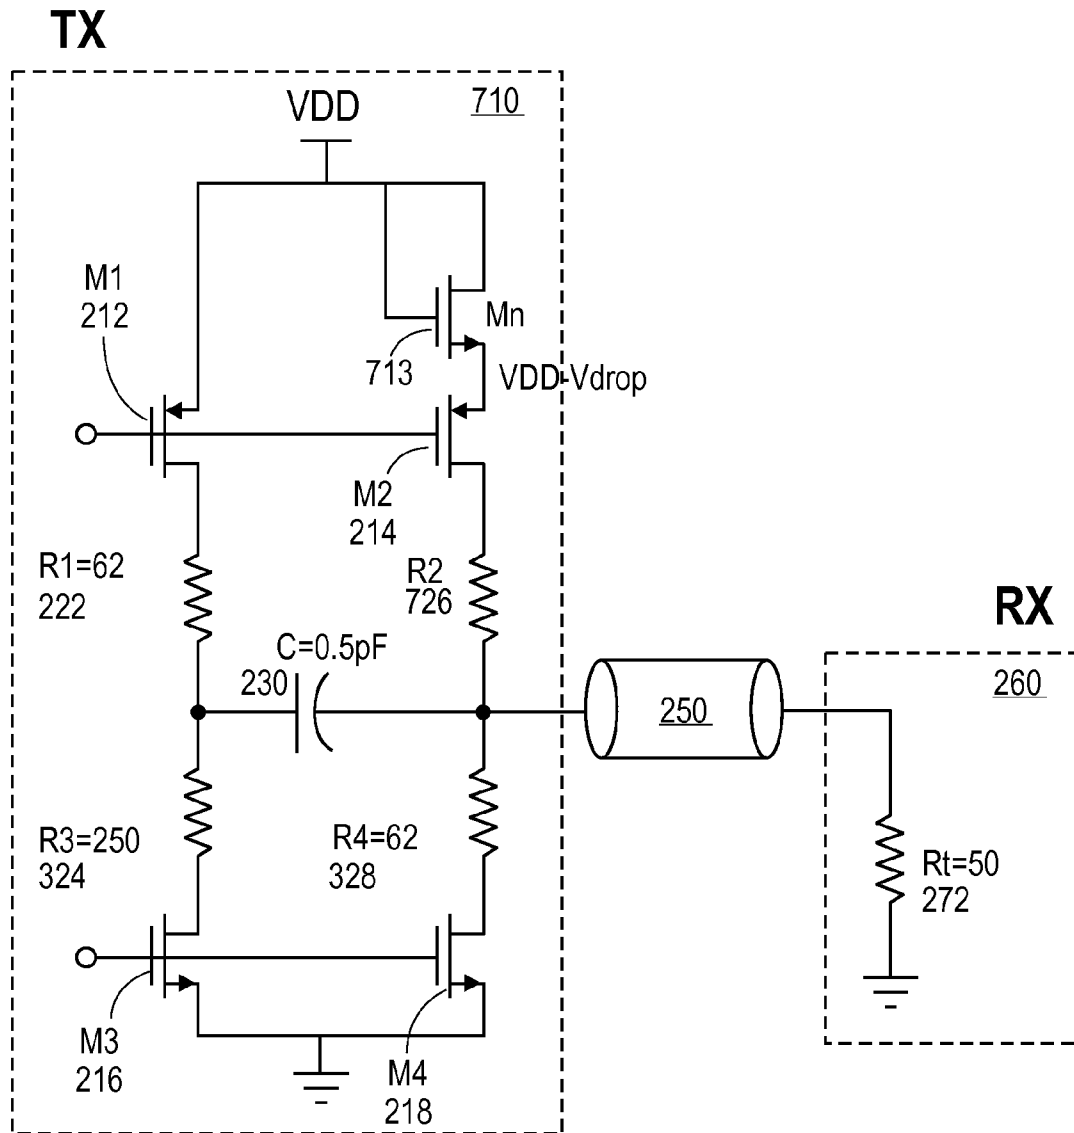 TX
710
VDD
M1
212
Mn
713
VDD-Vdrop
M2
214
R1=62
222
R2
726
C=0.5pF
230
RX
260
250
R3=250
324
R4=62
328
Rt=50
272
M3
216
M4
218